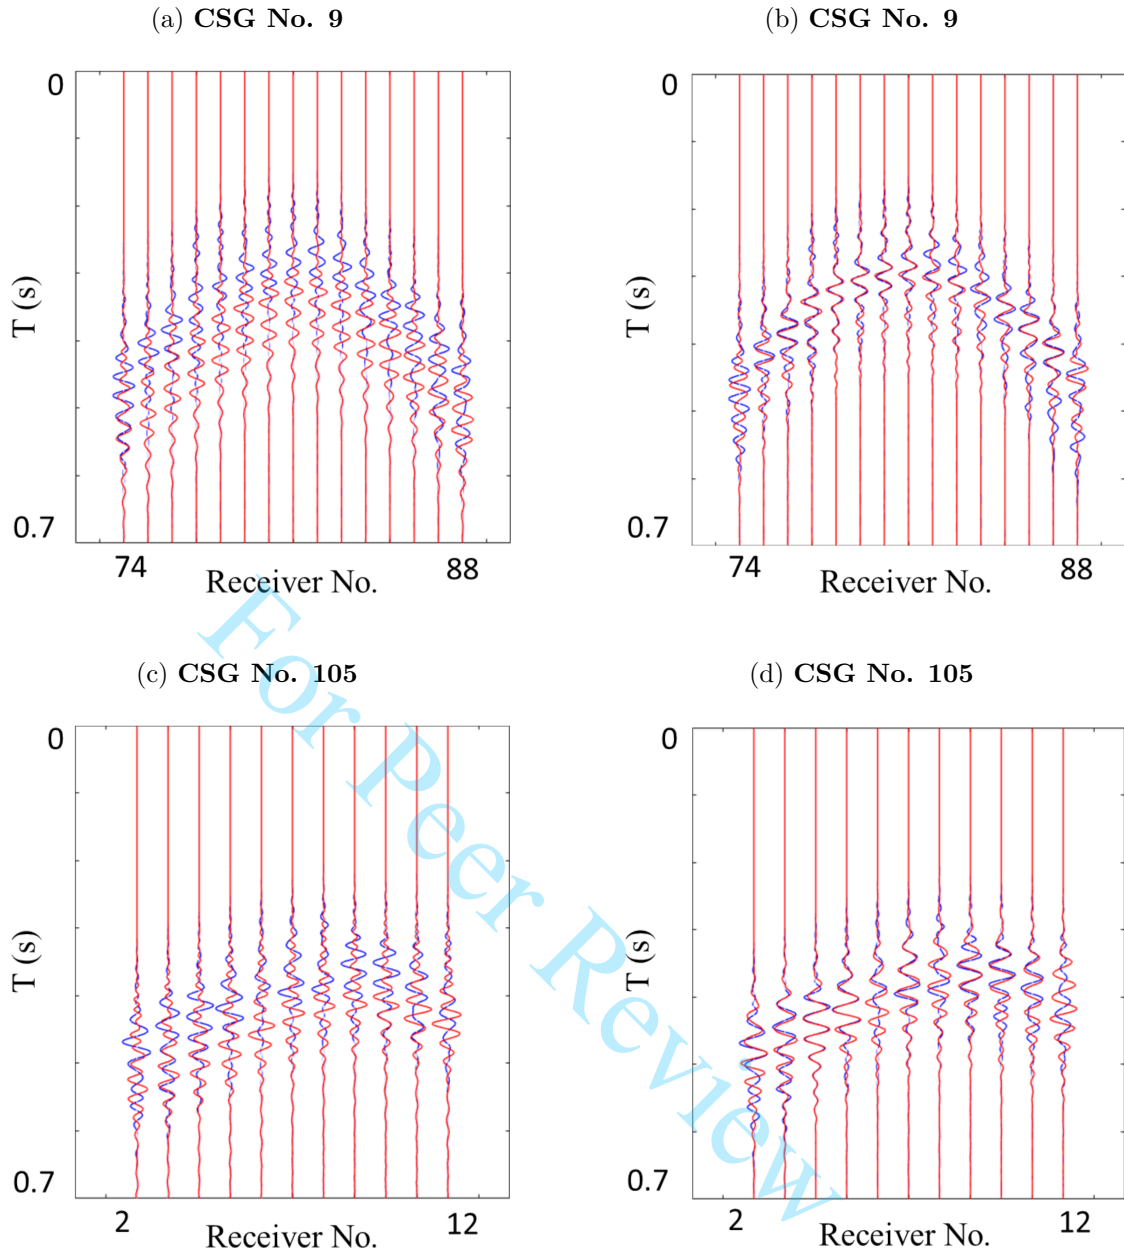 (a) CSG No. 9
(b) CSG No. 9
0
T (s)
0.7
74
88
Receiver No.
0
T (s)
0.7
74
88
Receiver No.
(c) CSG No. 105
(d) CSG No. 105
0
T (s)
0.7
2
12
Receiver No.
0
T (s)
0.7
2
12
Receiver No.
For Peer Review